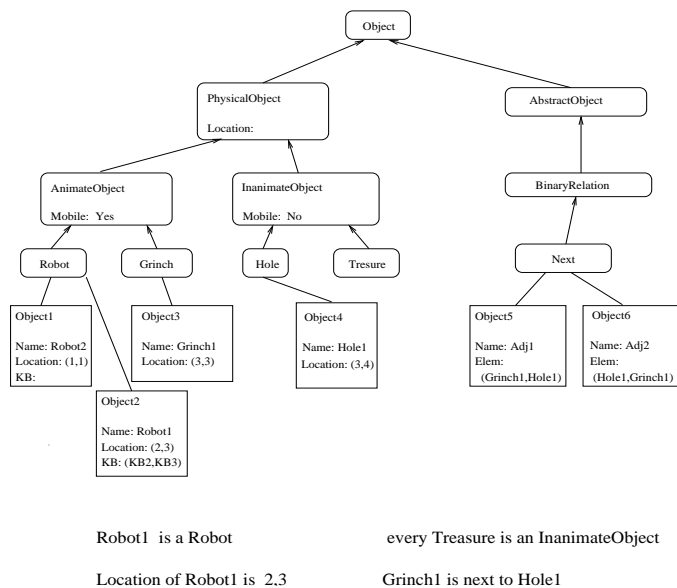 Object
PhysicalObject
Location:
AbstractObject
AnimateObject
Mobile: Yes
InanimateObject
Mobile: No
BinaryRelation
Robot
Grinch
Hole
Tresure
Next
Object1
Name: Robot2
Location: (1,1)
KB:
Object3
Name: Grinch1
Location: (3,3)
Object4
Name: Hole1
Location: (3,4)
Object5
Name: Adj1
Elem:
(Grinch1,Hole1)
Object6
Name: Adj2
Elem:
(Hole1,Grinch1)
Object2
Name: Robot1
Location: (2,3)
KB: (KB2,KB3)
Robot1 is a Robot
every Treasure is an InanimateObject
Location of Robot1 is 2,3
Grinch1 is next to Hole1